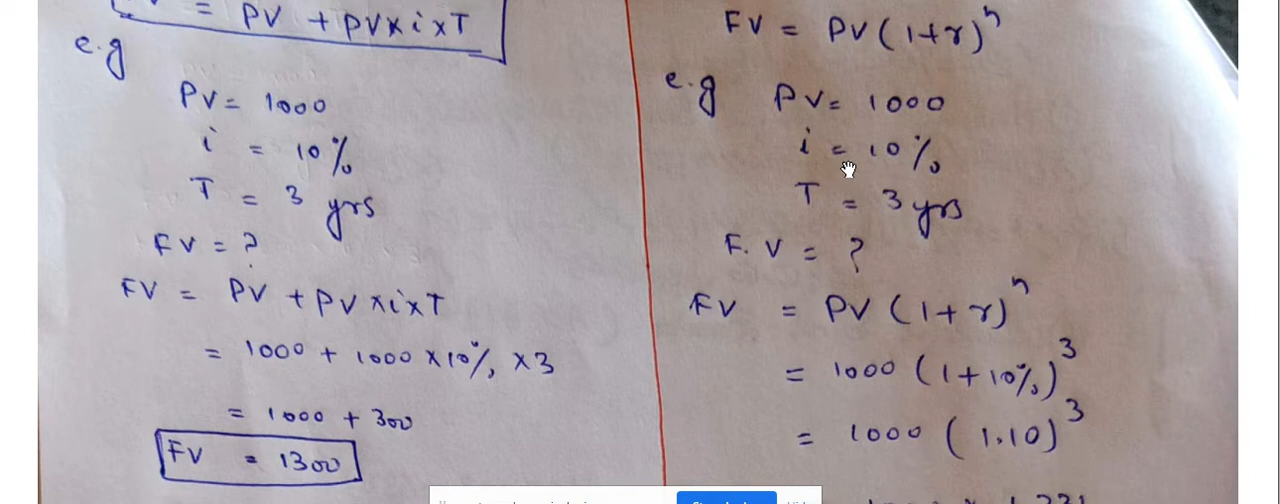 = PV + PV x i x T
e.g
PV = 1000
i = 10%
T = 3 yrs
FV = ?
FV = PV + PV x i x T
= 1000 + 1000 x 10% x 3
= 1000 + 300
FV = 1300
FV = PV (1+r)^n
e.g PV = 1000
i = 10%
T = 3 yrs
F.V = ?
FV = PV (1+r)^n
= 1000 (1+10%)^3
= 1000 (1.10)^3